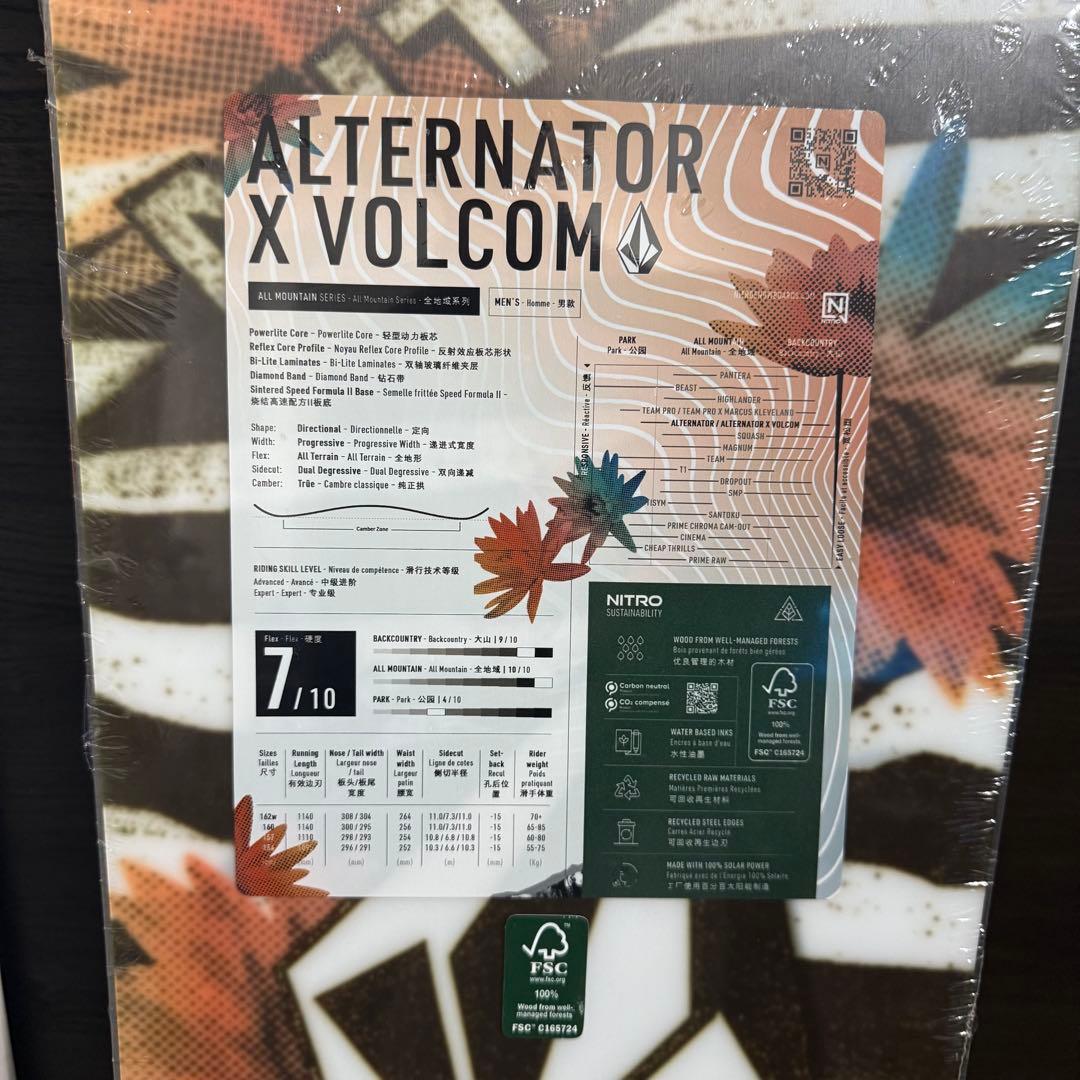 ALTERNATOR
X VOLCOM
ALL MOUNTAIN SERIES - All Mountain Series - 全地域系列
MEN'S - Homme - 男款
Powerlite Core - Powerlite Core - 轻型动力板芯
Reflex Core Profile - Noyau Reflex Core Profile - 反射效应板芯形状
Bi-Lite Laminates - Bi-Lite Laminates - 双轴玻璃纤维夹层
Diamond Band - Diamond Band - 钻石带
Sintered Speed Formula II Base - Semelle frittée Speed Formula II -
烧结高速配方II板底
Shape: Directional - Directionnelle - 定向
Width: Progressive - Progressive Width - 递进式宽度
Flex: All Terrain - All Terrain - 全地形
Sidecut: Dual Degressive - Dual Degressive - 双向递减
Camber: Trüe - Cambre classique - 纯正拱
Camber Zone
RIDING SKILL LEVEL - Niveau de compétence - 滑行技术等级
Advanced - Avancé - 中级进阶
Expert - Expert - 专业级
Flex - Flex - 硬度
7/10
BACKCOUNTRY - Backcountry - 大山 | 9/10
ALL MOUNTAIN - All Mountain - 全地域 | 10/10
PARK - Park - 公园 | 4/10
Sizes Running Nose / Tail width Waist Sidecut Set- Rider
Tailles Length Largeur nose width Ligne de cotes back weight
尺寸 Longueur / tail Largeur 侧切半径 Recul Poids
有效边刃 板头/板尾 patin 孔后位 pratiquant
宽度 腰宽 置 滑手体重
162w 1140 308 / 304 264 11.0/7.3/11.0 -15 70+
160 1140 300 / 295 256 11.0/7.3/11.0 -15 65-85
1110 298 / 293 254 10.8 / 6.8 / 10.8 -15 60-80
296 / 291 252 10.3 / 6.6 / 10.3 -15 55-75
(mm) (mm) (m) (mm) (Kg)
N
BACKCOUNTRY
PARK
Park - 公园
ALL MOUNT
All Mountain - 全地域
PANTERA
BEAST
HIGHLANDER
TEAM PRO / TEAM PRO X MARCUS KLEVELAND
ALTERNATOR / ALTERNATOR X VOLCOM
SQUASH
MAGNUM
TEAM
T1
DROPOUT
SMP
SANTOKU
PRIME CHROMA CAM-OUT
CINEMA
CHEAP THRILLS
PRIME RAW
NITRO
SUSTAINABILITY
WOOD FROM WELL-MANAGED FORESTS
Bois provenant de forêts bien gérées
优良管理的木材
Carbon neutral
CO₂ compensé
FSC
www.fsc.org
100%
Wood from well-
managed forests
FSC™ C165724
WATER BASED INKS
Encres à base d'eau
水性油墨
RECYCLED RAW MATERIALS
Matières Premières Recyclées
可回收再生材料
RECYCLED STEEL EDGES
Carres Acier Recyclé
可回收再生边刃
MADE WITH 100% SOLAR POWER
Fabriqué avec de l'Energie 100% Solaire
工厂使用百分百太阳能制造
FSC
www.fsc.org
100%
Wood from well-
managed forests
FSC™ C165724